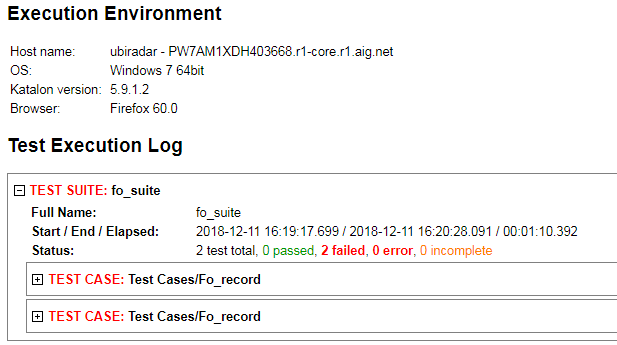 Execution Environment
Host name: ubiradar - PW7AM1XDH403668.r1-core.r1.aig.net
OS: Windows 7 64bit
Katalon version: 5.9.1.2
Browser: Firefox 60.0
Test Execution Log
TEST SUITE: fo_suite
Full Name: fo_suite
Start / End / Elapsed: 2018-12-11 16:19:17.699 / 2018-12-11 16:20:28.091 / 00:01:10.392
Status: 2 test total, 0 passed, 2 failed, 0 error, 0 incomplete
TEST CASE: Test Cases/Fo_record
TEST CASE: Test Cases/Fo_record